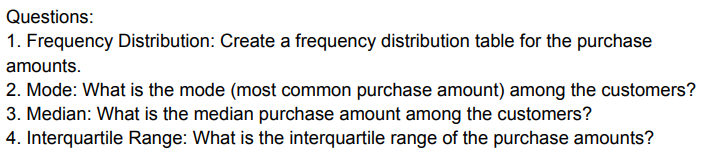 Questions:
1. Frequency Distribution: Create a frequency distribution table for the purchase
amounts.
2. Mode: What is the mode (most common purchase amount) among the customers?
3. Median: What is the median purchase amount among the customers?
4. Interquartile Range: What is the interquartile range of the purchase amounts?